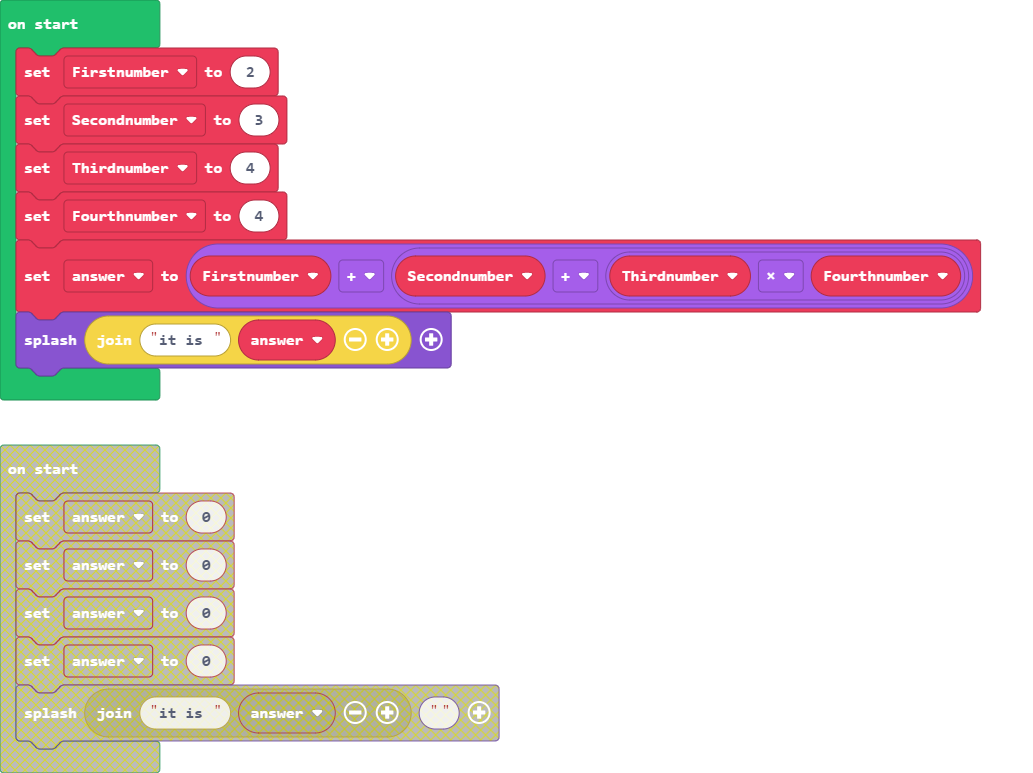 on start
set Firstnumber to 2
set Secondnumber to 3
set Thirdnumber to 4
set Fourthnumber to 4
set answer to Firstnumber + Secondnumber + Thirdnumber × Fourthnumber
splash join "it is " answer
on start
set answer to 0
set answer to 0
set answer to 0
set answer to 0
splash join "it is " answer ""